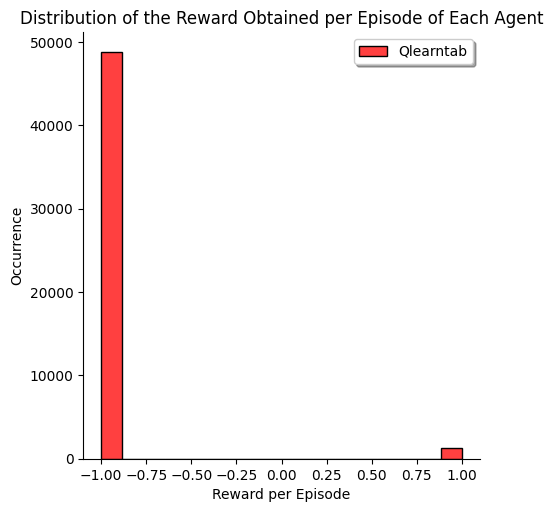 Distribution of the Reward Obtained per Episode of Each Agent
Qlearntab
50000
40000
30000
20000
10000
0
Occurrence
−1.00 −0.75 −0.50 −0.25 0.00 0.25 0.50 0.75 1.00
Reward per Episode